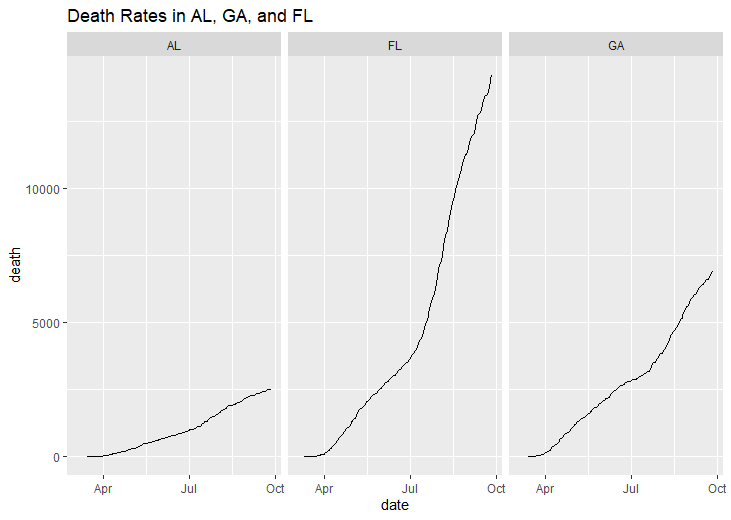 Death Rates in AL, GA, and FL
AL FL GA
10000
5000
0
death
Apr Jul Oct Apr Jul Oct Apr Jul Oct
date